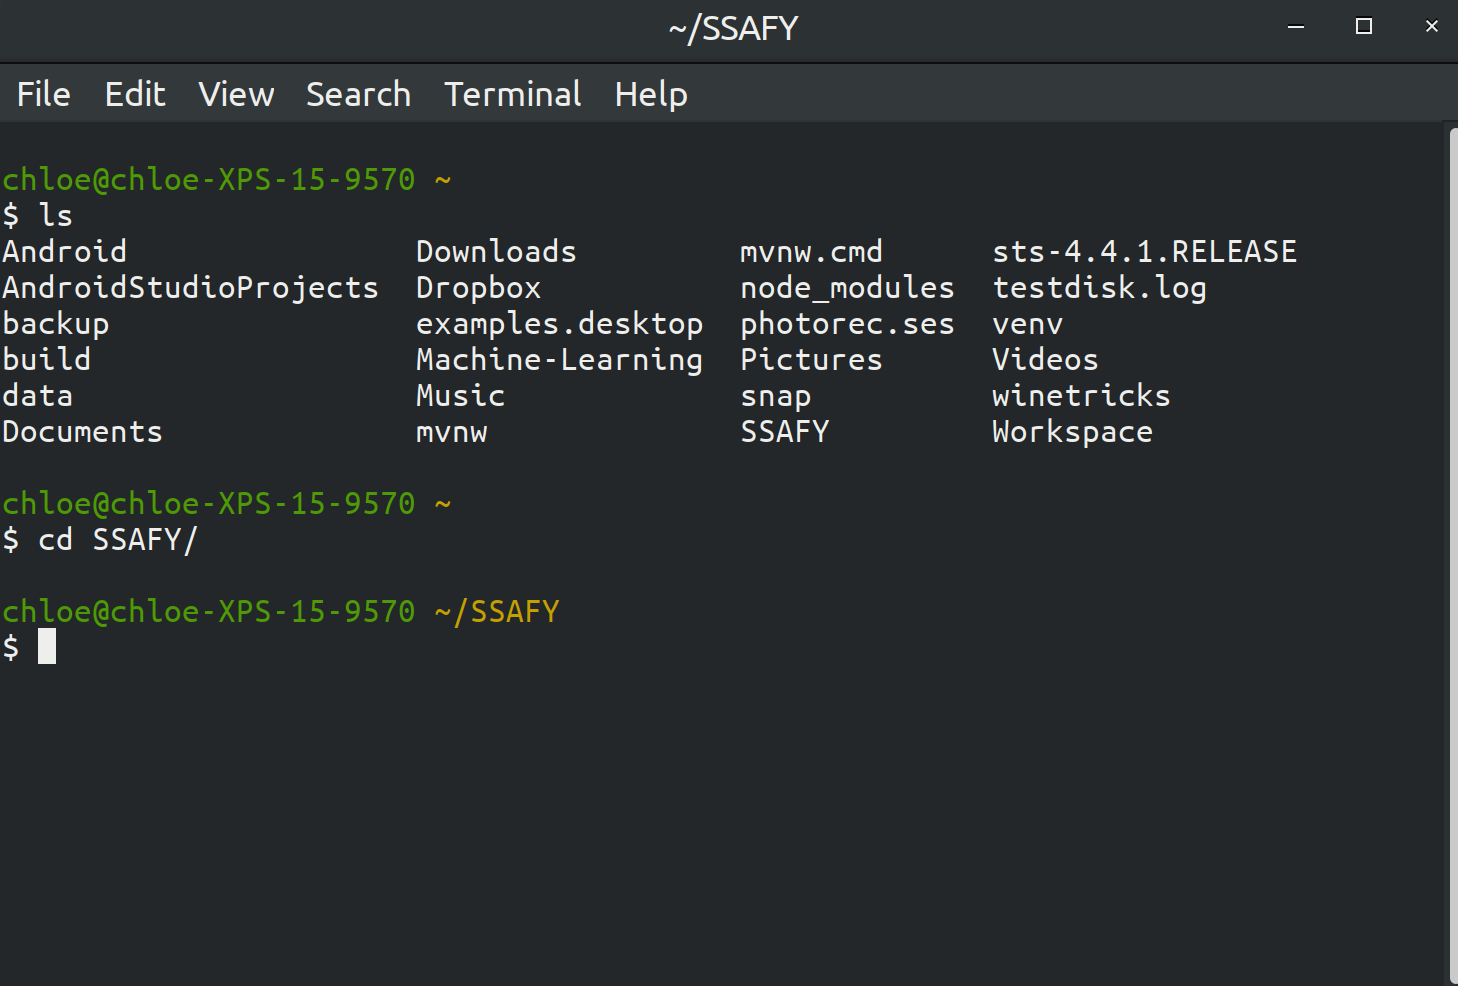 ~/SSAFY
File Edit View Search Terminal Help
chloe@chloe-XPS-15-9570 ~
$ ls
Android Downloads mvnw.cmd sts-4.4.1.RELEASE
AndroidStudioProjects Dropbox node_modules testdisk.log
backup examples.desktop photorec.ses venv
build Machine-Learning Pictures Videos
data Music snap winetricks
Documents mvnw SSAFY Workspace
chloe@chloe-XPS-15-9570 ~
$ cd SSAFY/
chloe@chloe-XPS-15-9570 ~/SSAFY
$